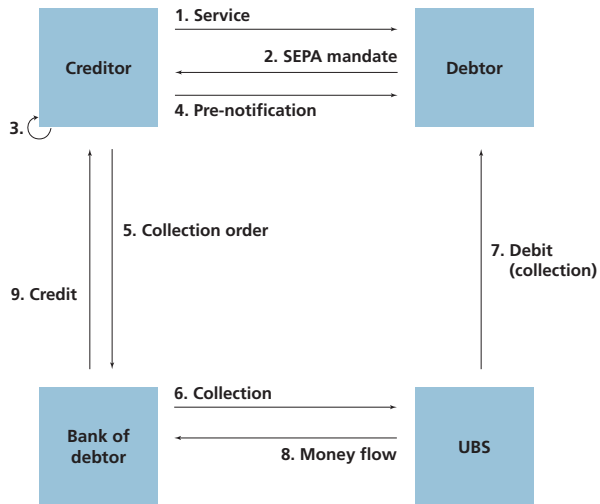 1. Service
Creditor
2. SEPA mandate
Debtor
4. Pre-notification
3.
5. Collection order
7. Debit
(collection)
9. Credit
6. Collection
Bank of
debtor
8. Money flow
UBS